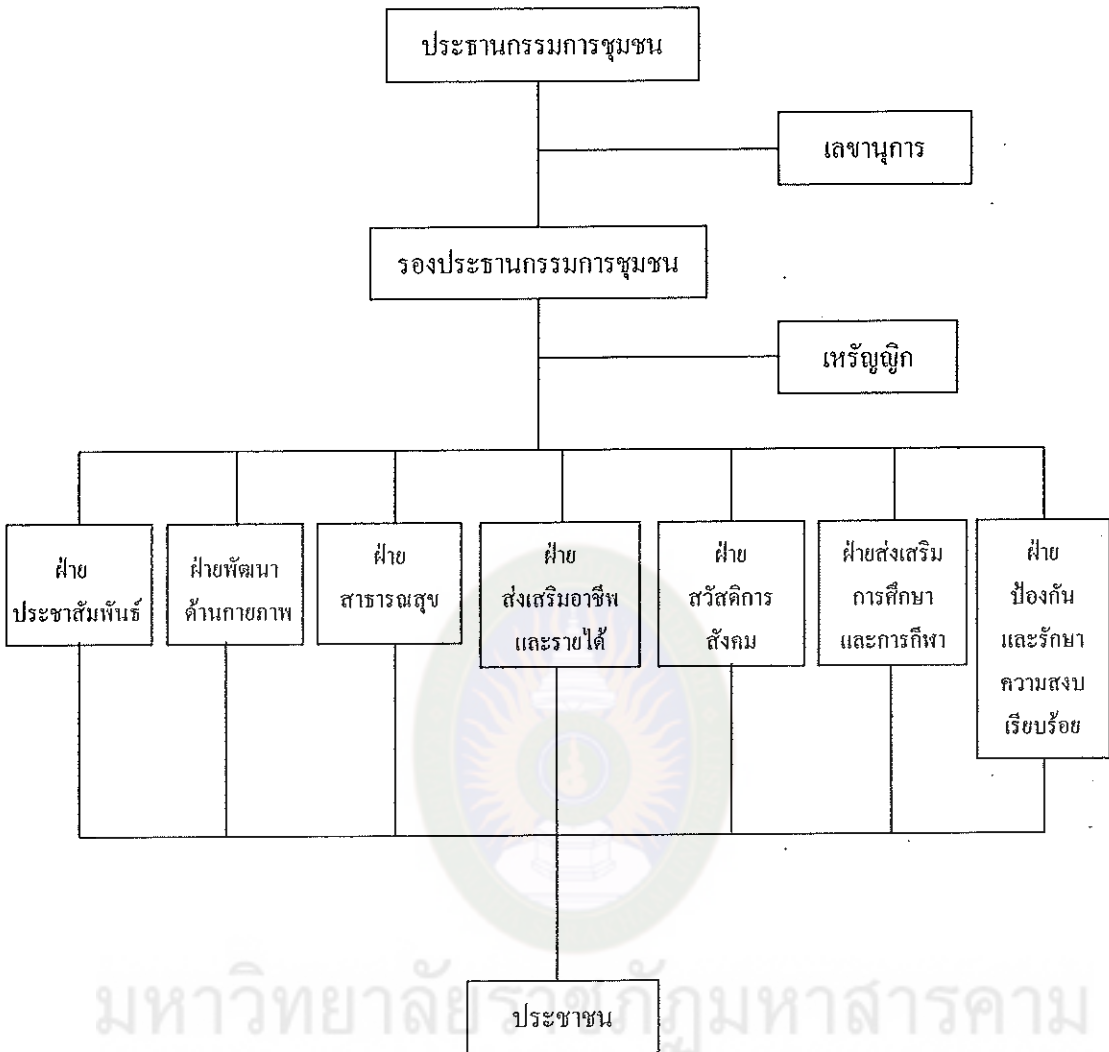 ประธานกรรมการชุมชน
เลขานุการ
รองประธานกรรมการชุมชน
เหรัญญิก
ฝ่าย
ประชาสัมพันธ์
ฝ่ายพัฒนา
ด้านกายภาพ
ฝ่าย
สาธารณสุข
ฝ่าย
ส่งเสริมอาชีพ
และรายได้
ฝ่าย
สวัสดิการ
สังคม
ฝ่ายส่งเสริม
การศึกษา
และการกีฬา
ฝ่าย
ป้องกัน
และรักษา
ความสงบ
เรียบร้อย
ประชาชน
มหาวิทยาลัยราชภัฏมหาสารคาม